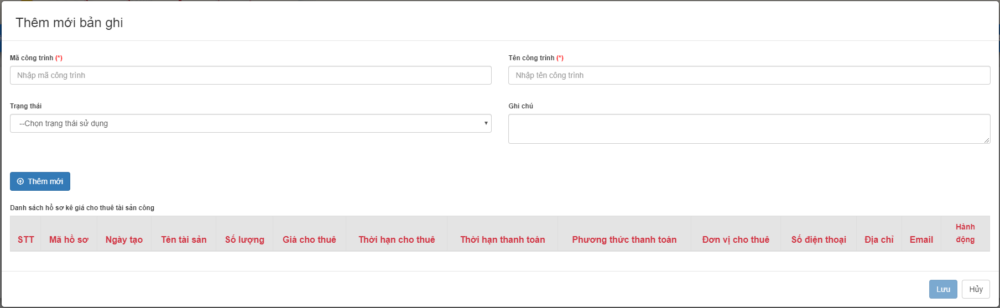 Thêm mới bản ghi
Mã công trình (*)
Tên công trình (*)
Nhập mã công trình
Nhập tên công trình
Trạng thái
Ghi chú
--Chọn trạng thái sử dụng
Thêm mới
Danh sách hồ sơ kê giá cho thuê tài sản công
STT Mã hồ sơ Ngày tạo Tên tài sản Số lượng Giá cho thuê Thời hạn cho thuê Thời hạn thanh toán Phương thức thanh toán Đơn vị cho thuê Số điện thoại Địa chỉ Email Hành
động
Lưu Hủy